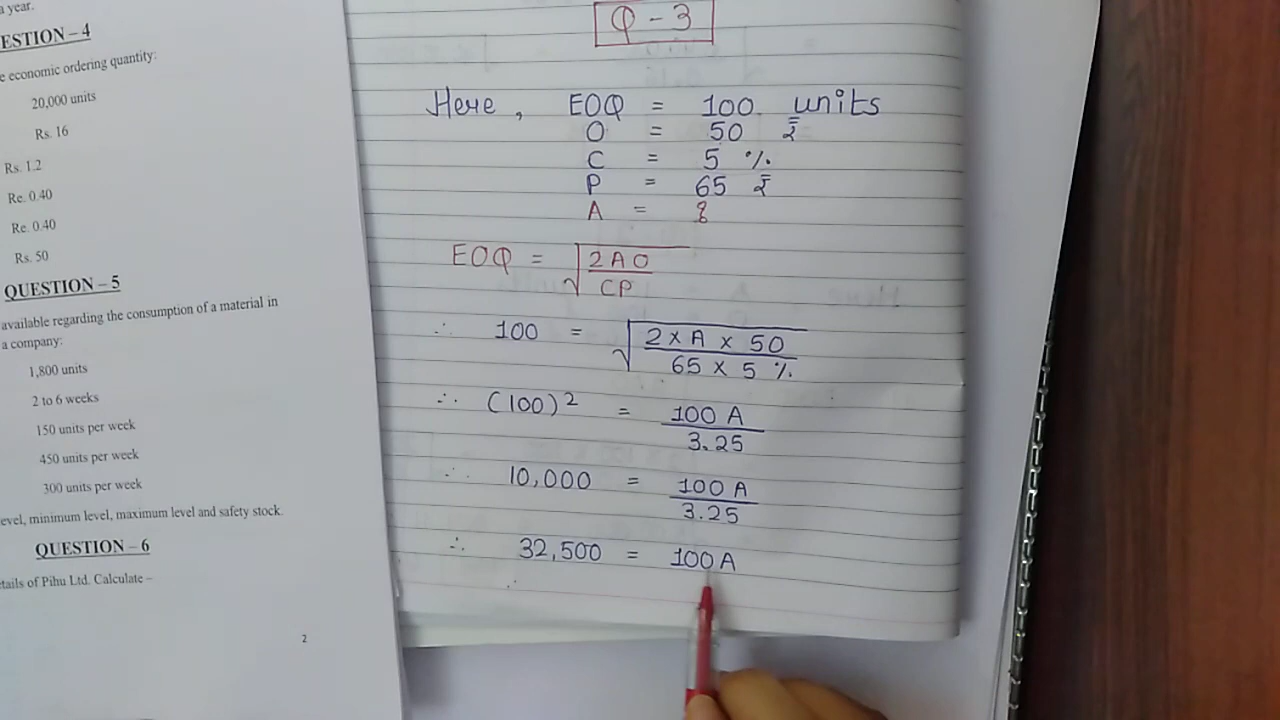 a year.
ESTION – 4
e economic ordering quantity:
20,000 units
Rs. 16
Rs. 1.2
Re. 0.40
Re. 0.40
Rs. 50
QUESTION – 5
available regarding the consumption of a material in
a company:
1,800 units
2 to 6 weeks
150 units per week
450 units per week
300 units per week
evel, minimum level, maximum level and safety stock.
QUESTION – 6
etails of Pihu Ltd. Calculate –
2
Q - 3
Here, EOQ = 100 units
O = 50 ₹
C = 5 %
P = 65 ₹
A = ?
EOQ = √2AO
CP
∴ 100 = √2 × A × 50
65 × 5 %
∴ (100)² = 100 A
3.25
∴ 10,000 = 100 A
3.25
∴ 32,500 = 100 A
∴